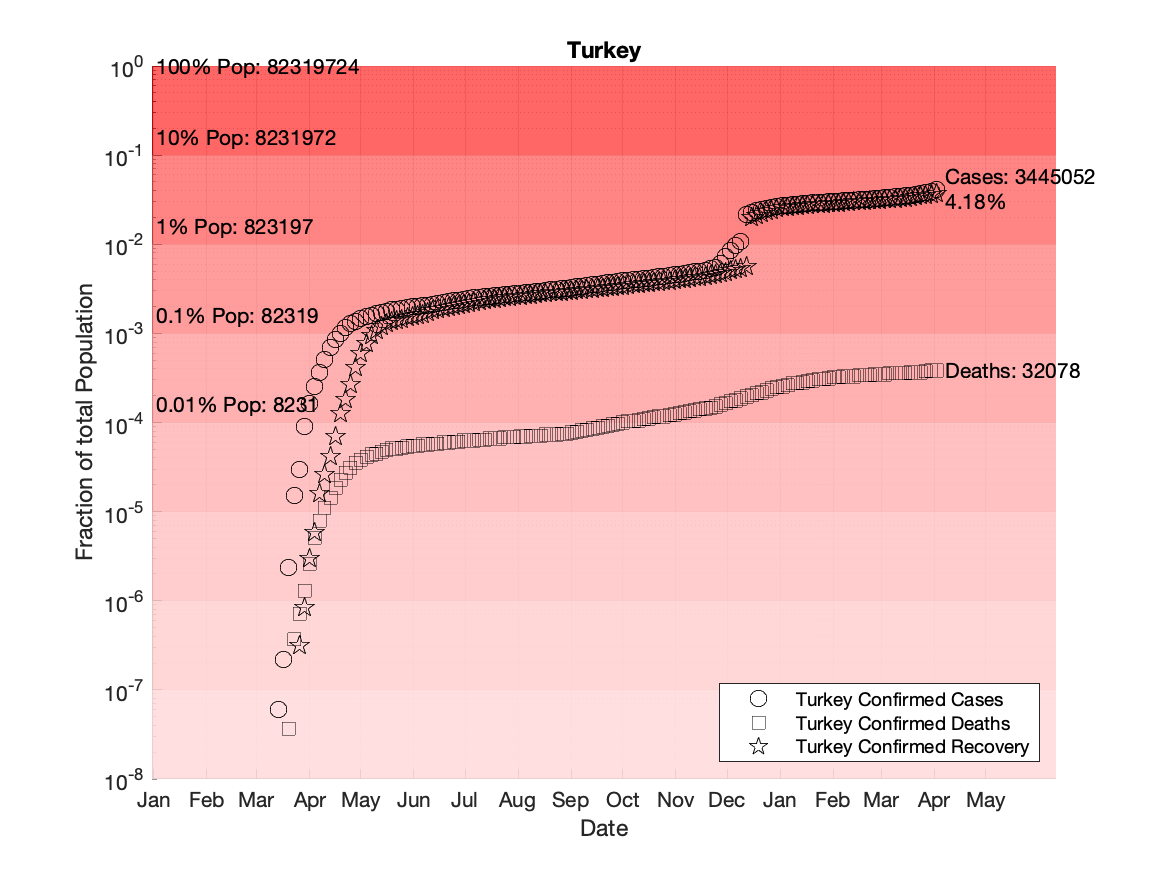 Turkey
10^0
100% Pop: 82319724
10% Pop: 8231972
10^-1
Cases: 3445052
4.18%
1% Pop: 823197
10^-2
0.1% Pop: 82319
10^-3
Deaths: 32078
0.01% Pop: 8231
10^-4
10^-5
10^-6
10^-7
10^-8
Fraction of total Population
Turkey Confirmed Cases
Turkey Confirmed Deaths
Turkey Confirmed Recovery
Jan Feb Mar Apr May Jun Jul Aug Sep Oct Nov Dec Jan Feb Mar Apr May
Date